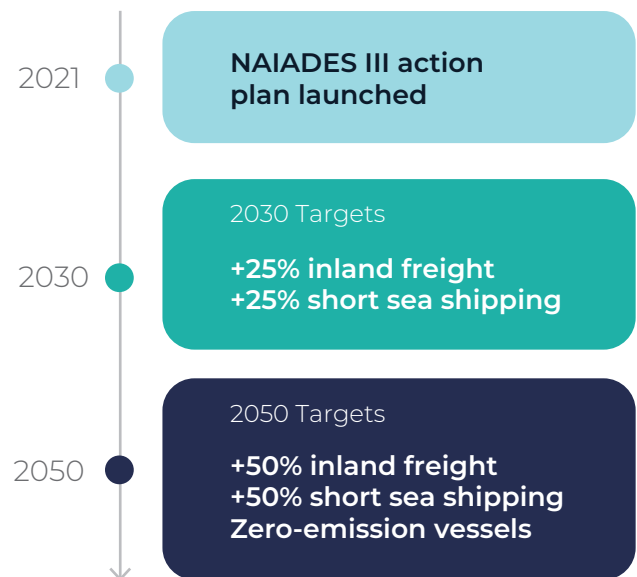 2021
NAIADES III action
plan launched
2030
2030 Targets
+25% inland freight
+25% short sea shipping
2050
2050 Targets
+50% inland freight
+50% short sea shipping
Zero-emission vessels